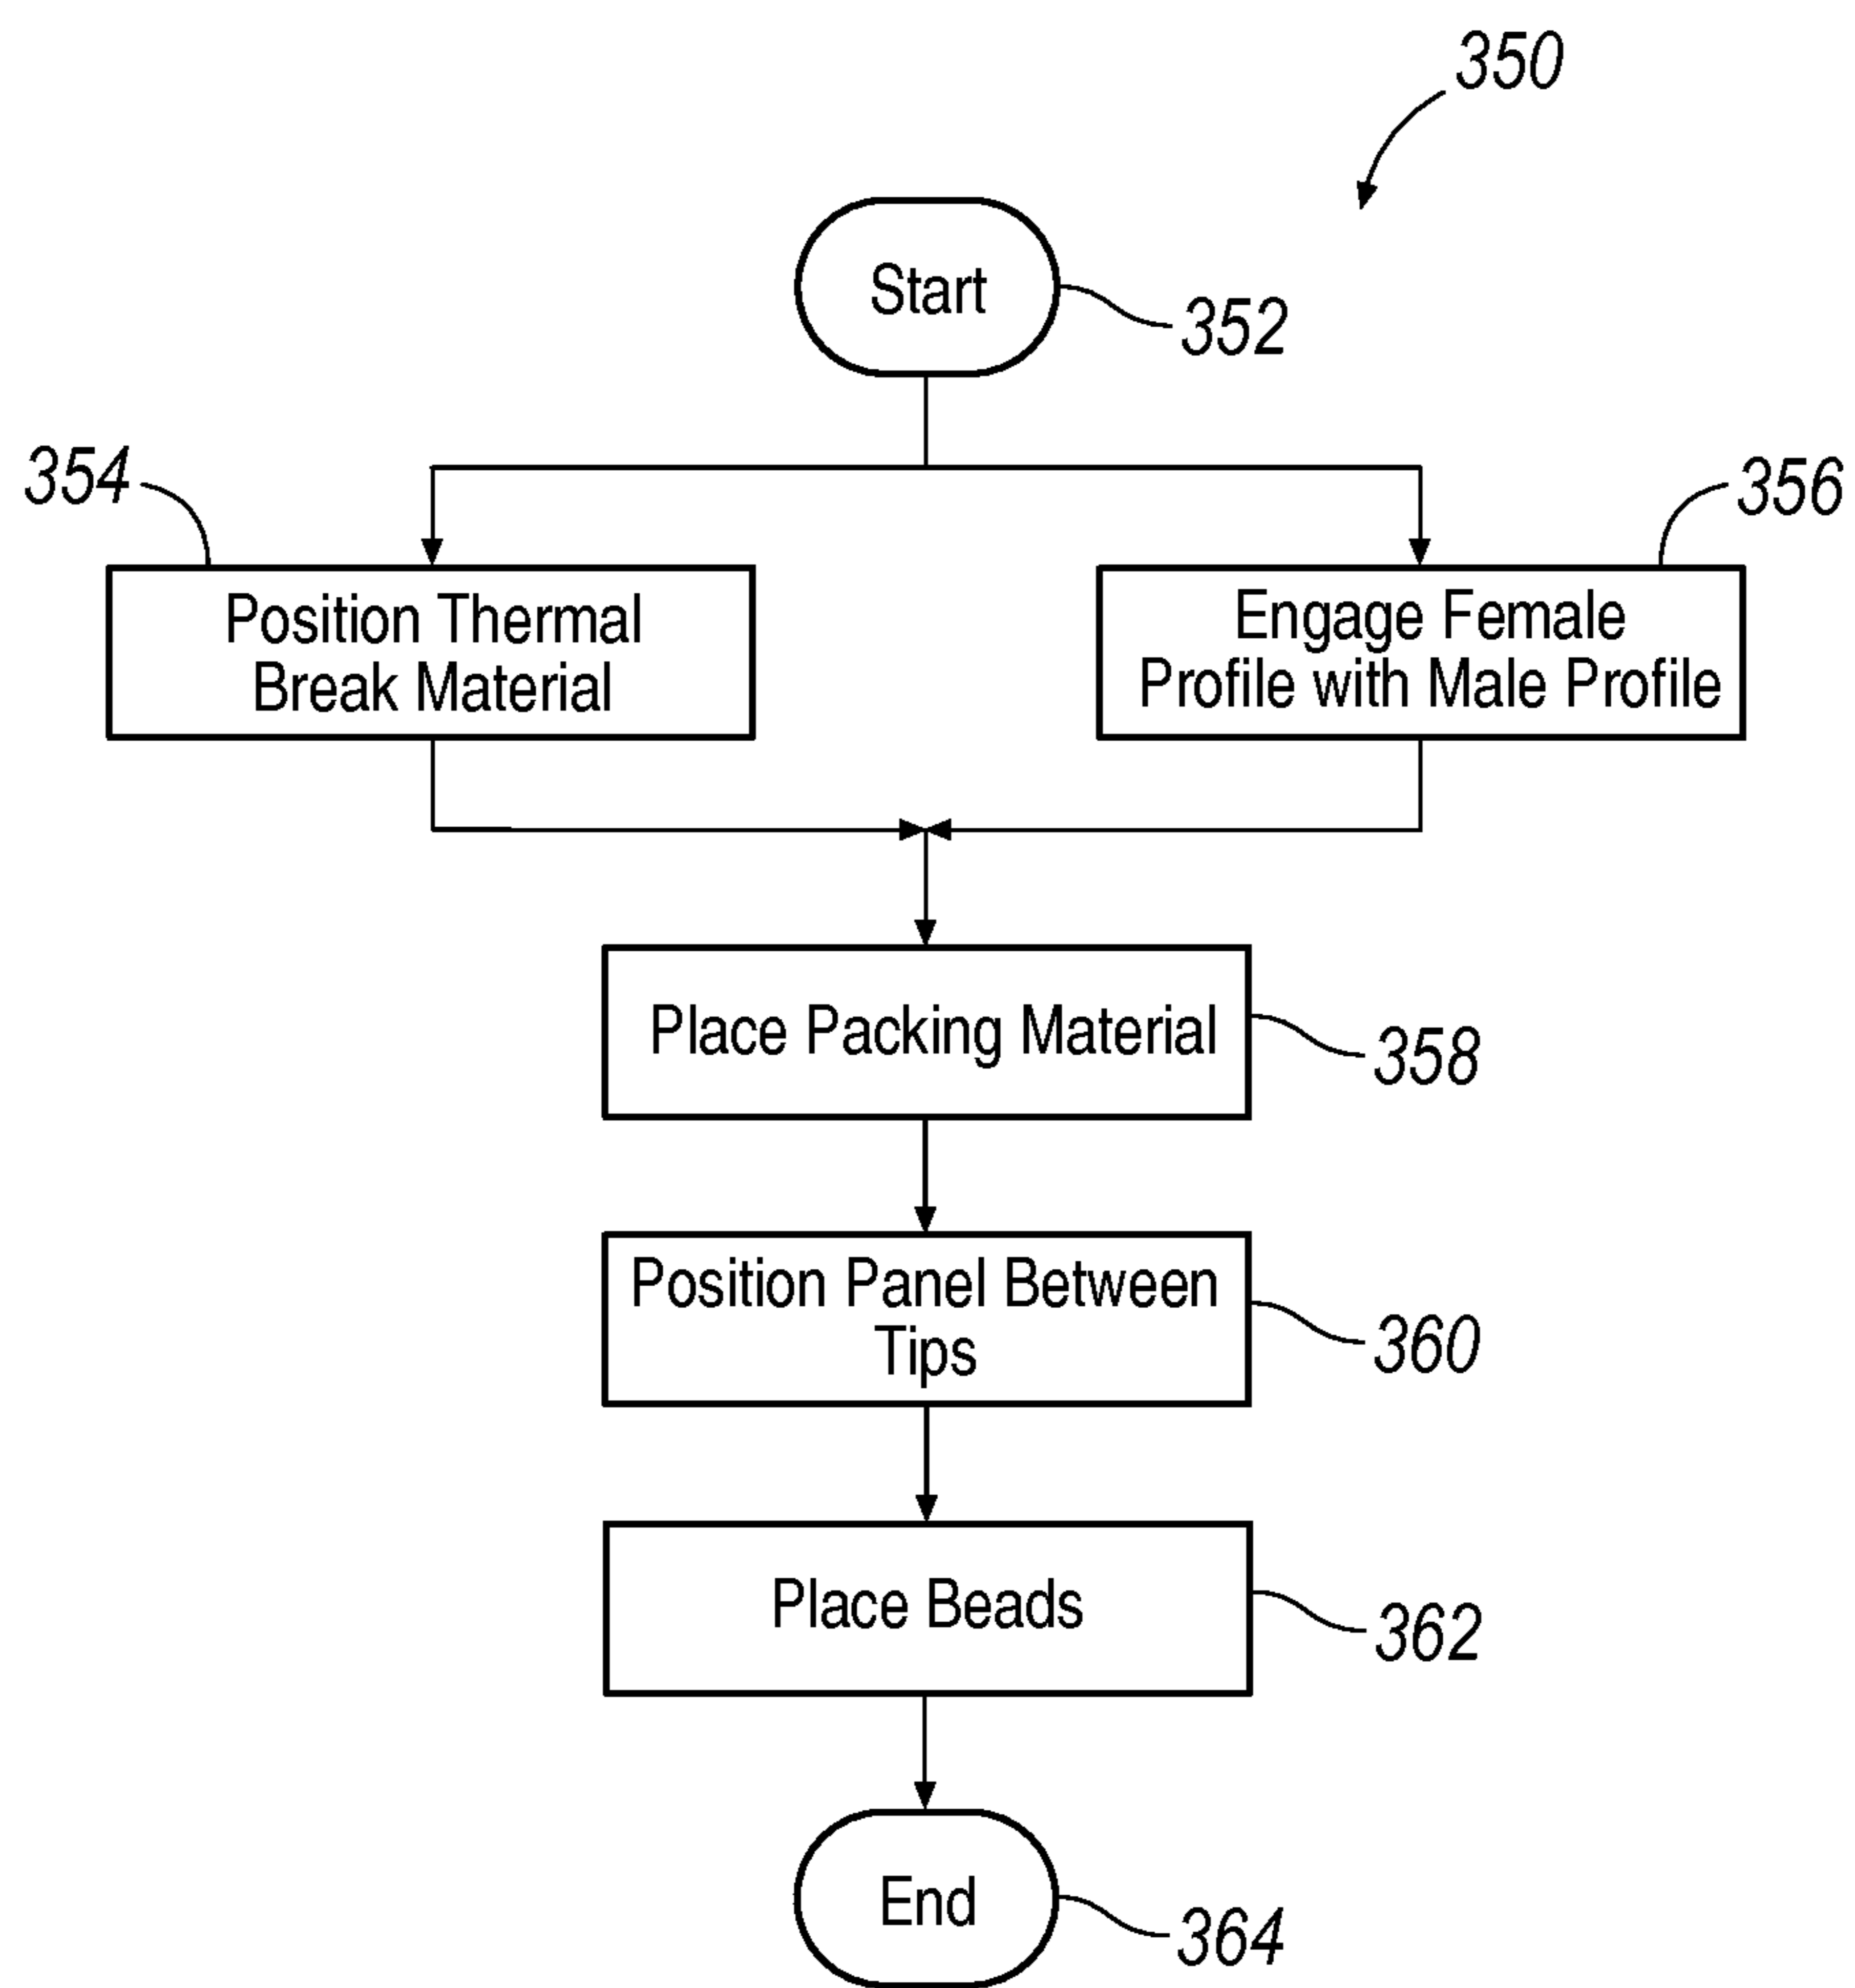 350
Start
352
354
356
Position Thermal
Break Material
Engage Female
Profile with Male Profile
Place Packing Material
358
Position Panel Between
Tips
360
Place Beads
362
End
364